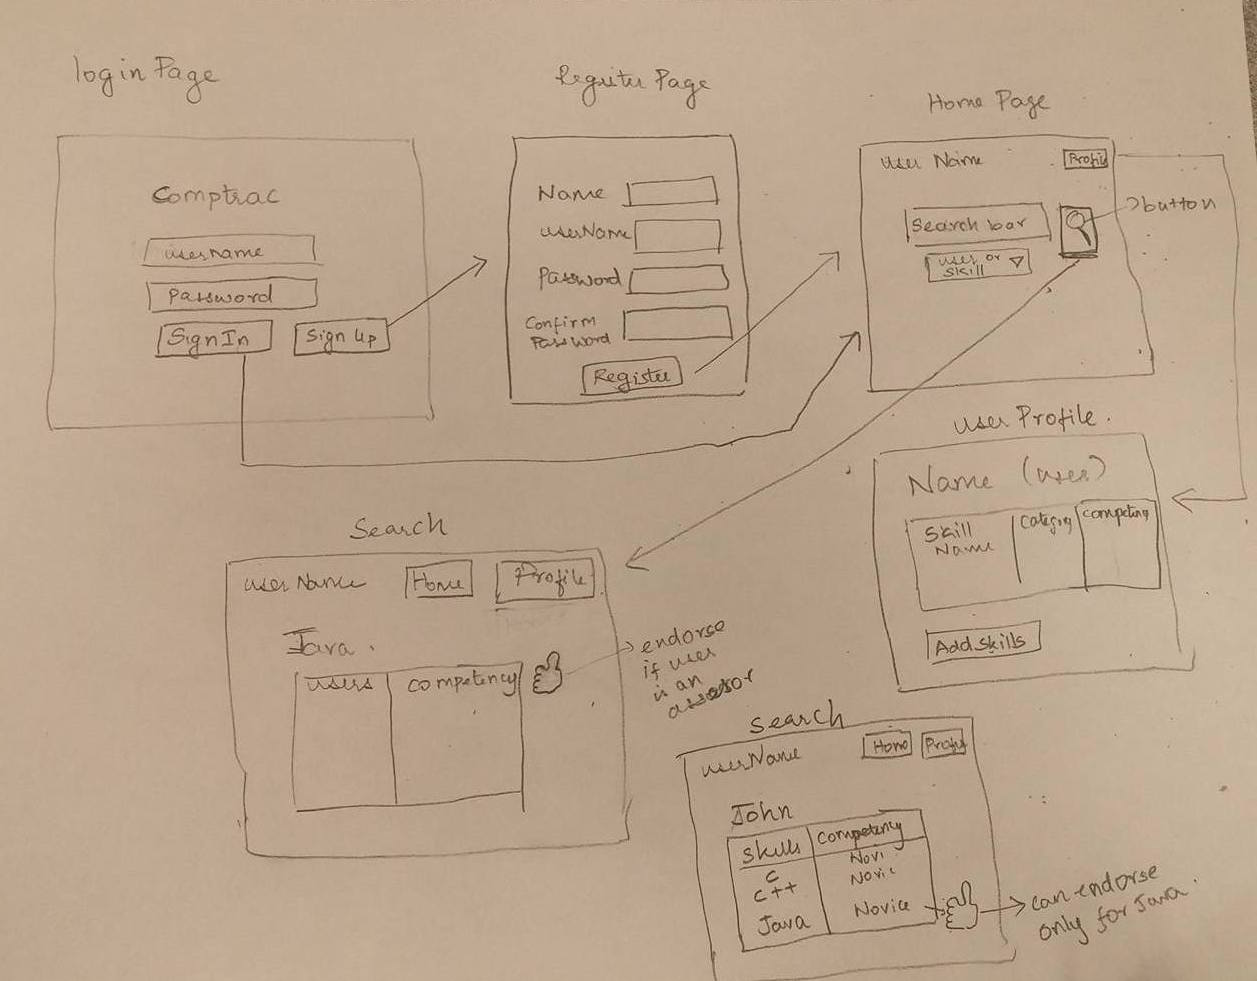 login Page
Register Page
Home Page
Comptrac
username
Password
SignIn
Sign Up
Name
userName
Password
Confirm
Password
Register
User Name
Profile
Search bar
button
user or
skill
user Profile.
Name (user)
Skill
Name
Category
Competing
Add skills
Search
user Name
Home
Profile
Java.
users
competency
endorse
if user
is an
assessor
Search
userName
Home
Profile
John
skills
competency
C
Novi
C++
Novic
Java
Novice
can endorse
only for Java.